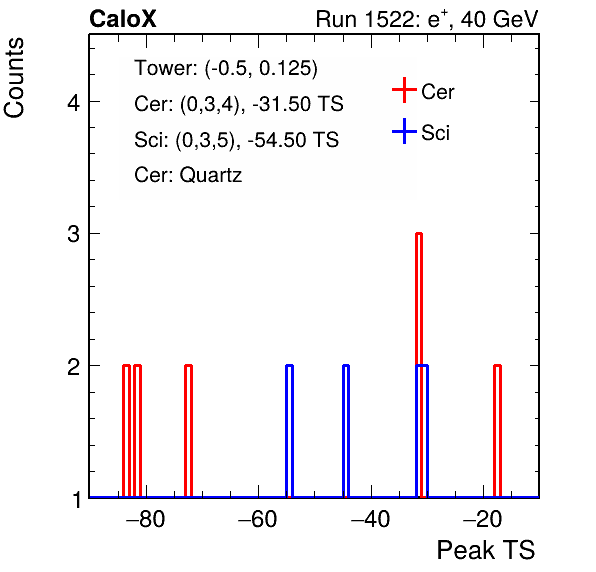 CaloX Run 1522: e⁺, 40 GeV
Counts
Tower: (-0.5, 0.125)
Cer: (0,3,4), -31.50 TS
Sci: (0,3,5), -54.50 TS
Cer: Quartz
Cer
Sci
4
3
2
1
−80 −60 −40 −20
Peak TS